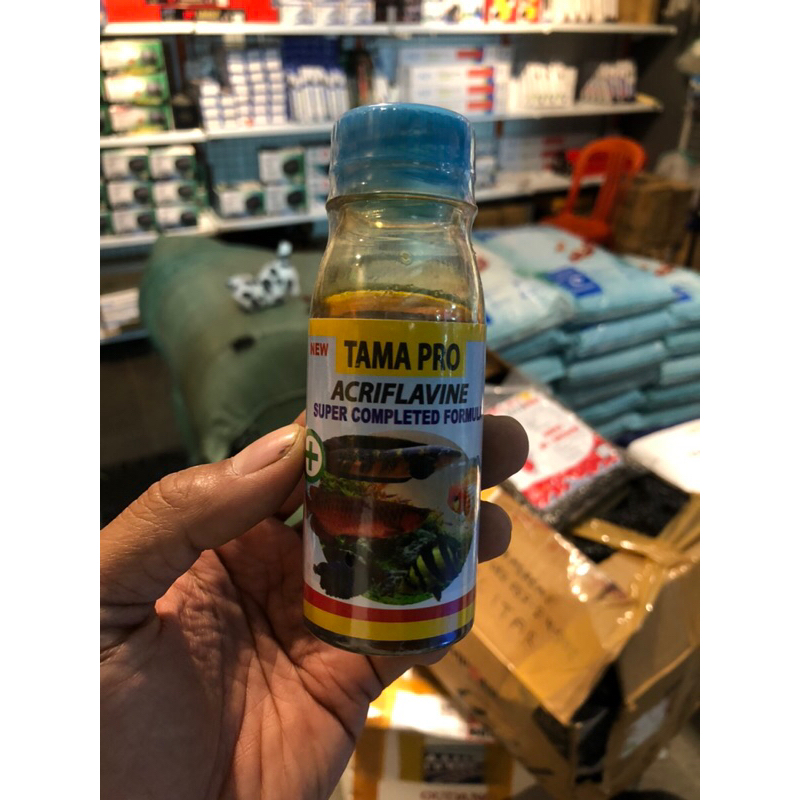 NEW
TAMA PRO
ACRIFLAVINE
SUPER COMPLETED FORMUL